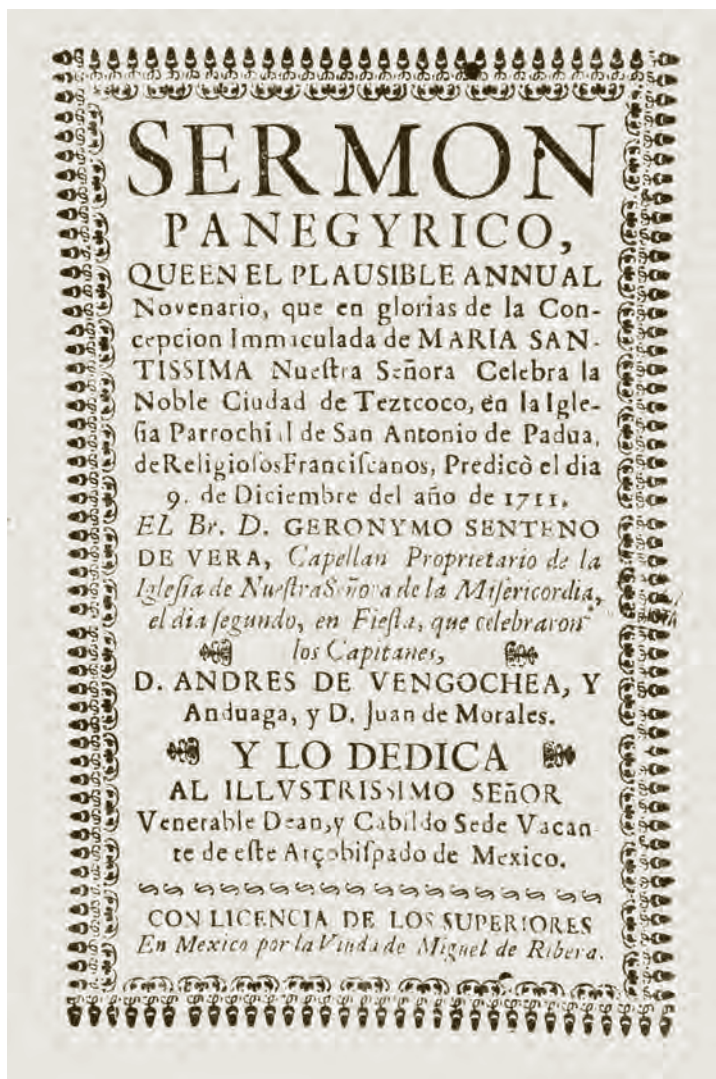 SERMON
PANEGYRICO,
QUE EN EL PLAUSIBLE ANNUAL
Novenario, que en glorias de la Con-
cepcion Immaculada de MARIA SAN-
TISSIMA Nueſtra Señora Celebra la
Noble Ciudad de Teztcoco, en la Igle-
ſia Parrochial de San Antonio de Padua,
de Religioſos Franciſcanos, Predicò el dia
9. de Diciembre del año de 1711.
EL Br. D. GERONYMO SENTENO
DE VERA, Capellan Proprietario de la
Igleſia de Nueſtra Señora de la Miſericordia,
el dia ſegundo, en Fieſta, que celebraron
los Capitanes,
D. ANDRES DE VENGOCHEA, Y
Anduaga, y D. Juan de Morales.
Y LO DEDICA
AL ILLVSTRISSIMO SEñOR
Venerable Dean, y Cabildo Sede Vacan
te de eſte Arçobiſpado de Mexico.
CON LICENCIA DE LOS SUPERIORES
En Mexico por la Viuda de Miguel de Ribera.